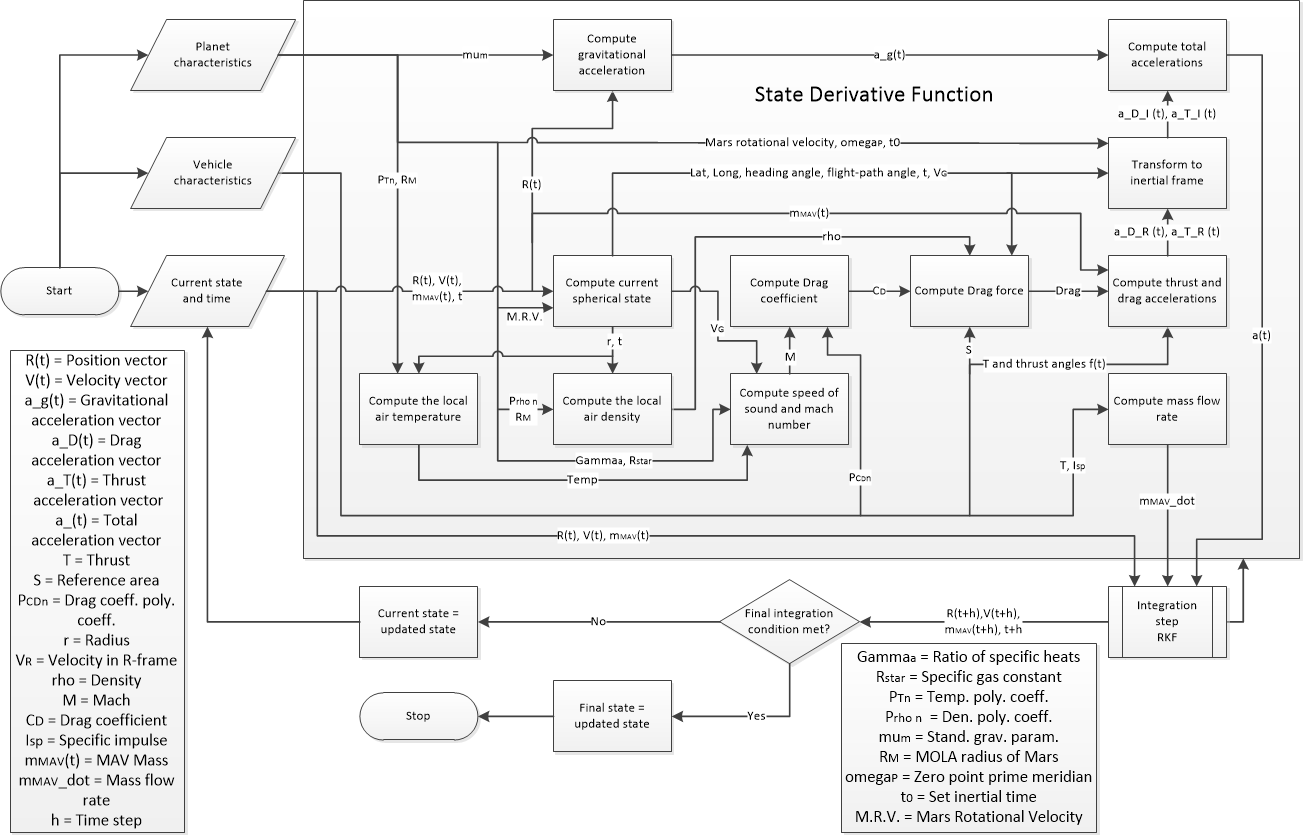 Planet
characteristics
mum
Compute
gravitational
acceleration
a_g(t)
Compute total
accelerations
State Derivative Function
a_D_I (t), a_T_I (t)
Vehicle
characteristics
PTn, RM
R(t)
Mars rotational velocity, omegaP, t0
Lat, Long, heading angle, flight-path angle, t, VG
Transform to
inertial frame
mMAV(t)
rho
a_D_R (t), a_T_R (t)
Start
Current state
and time
R(t), V(t),
mMAV(t), t
M.R.V.
Compute current
spherical state
VG
Compute Drag
coefficient
CD
Compute Drag force
Drag
Compute thrust and
drag accelerations
r, t
M
S
T and thrust angles f(t)
a(t)
Compute the local
air temperature
Prho n
RM
Compute the local
air density
Compute speed of
sound and mach
number
Compute mass flow
rate
Gammaa, Rstar
Temp
PCDn
T, Isp
mMAV_dot
R(t), V(t), mMAV(t)
R(t) = Position vector
V(t) = Velocity vector
a_g(t) = Gravitational
acceleration vector
a_D(t) = Drag
acceleration vector
a_T(t) = Thrust
acceleration vector
a_(t) = Total
acceleration vector
T = Thrust
S = Reference area
PCDn = Drag coeff. poly.
coeff.
r = Radius
VR = Velocity in R-frame
rho = Density
M = Mach
CD = Drag coefficient
Isp = Specific impulse
mMAV(t) = MAV Mass
mMAV_dot = Mass flow
rate
h = Time step
Current state =
updated state
No
Final integration
condition met?
R(t+h),V(t+h),
mMAV(t+h), t+h
Integration
step
RKF
Stop
Final state =
updated state
Yes
Gammaa = Ratio of specific heats
Rstar = Specific gas constant
PTn = Temp. poly. coeff.
Prho n = Den. poly. coeff.
mum = Stand. grav. param.
RM = MOLA radius of Mars
omegaP = Zero point prime meridian
t0 = Set inertial time
M.R.V. = Mars Rotational Velocity